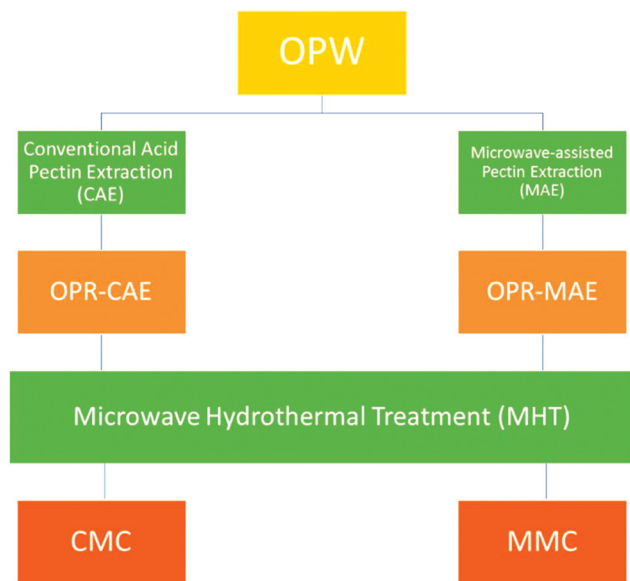 OPW
Conventional Acid
Pectin Extraction
(CAE)
Microwave-assisted
Pectin Extraction
(MAE)
OPR-CAE
OPR-MAE
Microwave Hydrothermal Treatment (MHT)
CMC
MMC